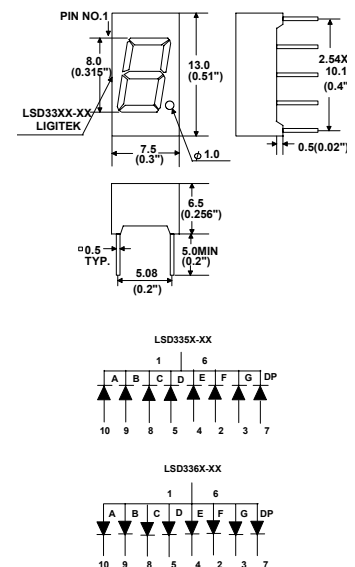 PIN NO.1
8.0
(0.315")
13.0
(0.51")
2.54X
10.1
(0.4"
LSD33XX-XX
LIGITEK
7.5
(0.3")
ϕ1.0
0.5(0.02")
6.5
(0.256")
5.0MIN
(0.2")
□0.5
TYP.
5.08
(0.2")
LSD335X-XX
1 6
A B C D E F G DP
10 9 8 5 4 2 3 7
LSD336X-XX
1 6
A B C D E F G DP
10 9 8 5 4 2 3 7